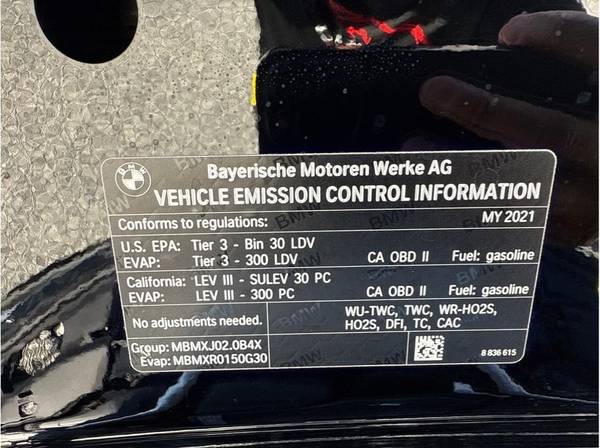 BMW
Bayerische Motoren Werke AG
VEHICLE EMISSION CONTROL INFORMATION
Conforms to regulations: MY 2021
U.S. EPA: Tier 3 - Bin 30 LDV
EVAP: Tier 3 - 300 LDV CA OBD II Fuel: gasoline
California: LEV III - SULEV 30 PC
EVAP: LEV III - 300 PC CA OBD II Fuel: gasoline
No adjustments needed. WU-TWC, TWC, WR-HO2S,
HO2S, DFI, TC, CAC
Group: MBMXJ02.0B4X
Evap: MBMXR0150G30 8 836 615